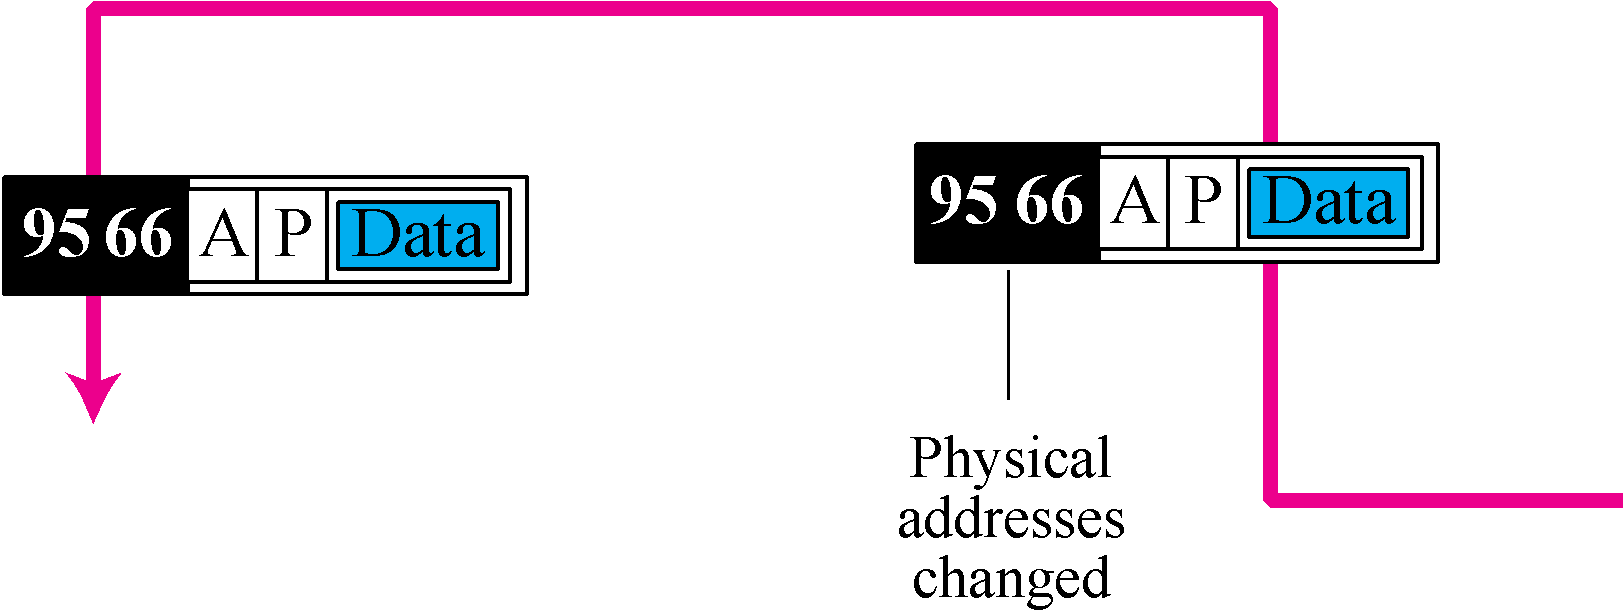 95 66 A P Data
95 66 A P Data
Physical
addresses
changed